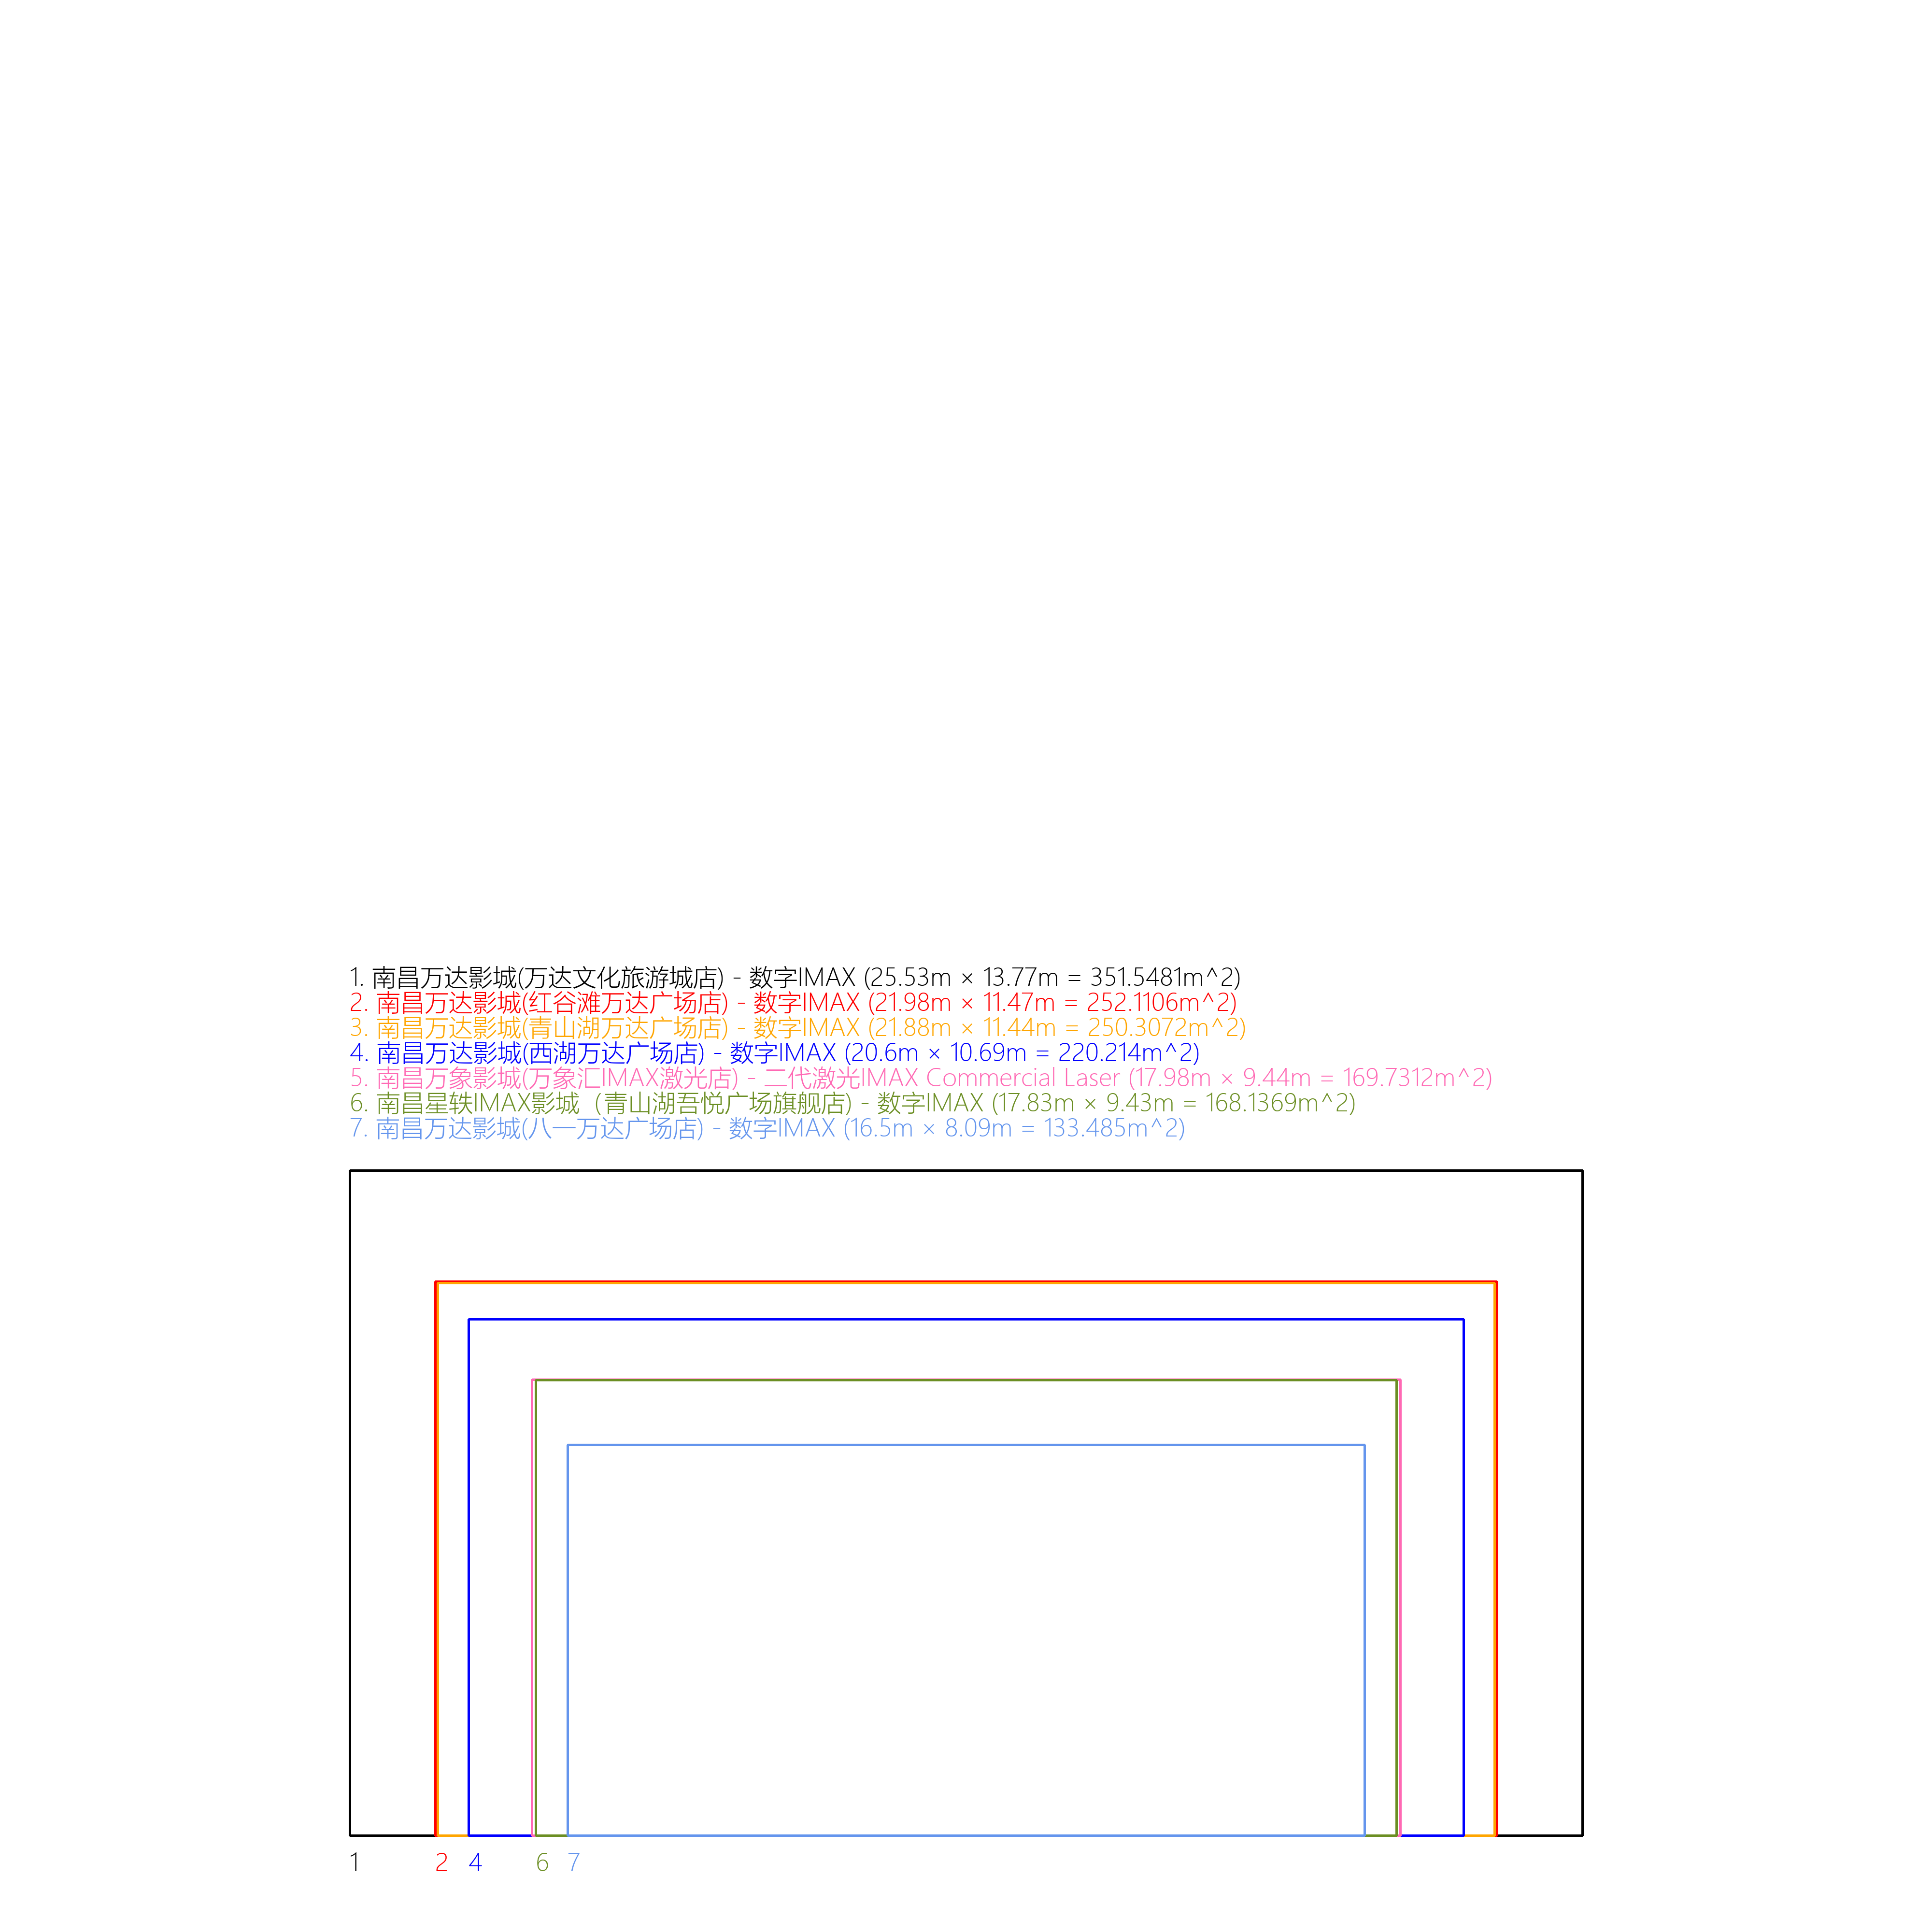 1. 南昌万达影城(万达文化旅游城店) - 数字IMAX (25.53m × 13.77m = 351.5481m^2)
2. 南昌万达影城(红谷滩万达广场店) - 数字IMAX (21.98m × 11.47m = 252.1106m^2)
3. 南昌万达影城(青山湖万达广场店) - 数字IMAX (21.88m × 11.44m = 250.3072m^2)
4. 南昌万达影城(西湖万达广场店) - 数字IMAX (20.6m × 10.69m = 220.214m^2)
5. 南昌万象影城(万象汇IMAX激光店) - 二代激光IMAX Commercial Laser (17.98m × 9.44m = 169.7312m^2)
6. 南昌星轶IMAX影城（青山湖吾悦广场旗舰店) - 数字IMAX (17.83m × 9.43m = 168.1369m^2)
7. 南昌万达影城(八一万达广场店) - 数字IMAX (16.5m × 8.09m = 133.485m^2)
1 2 4 6 7